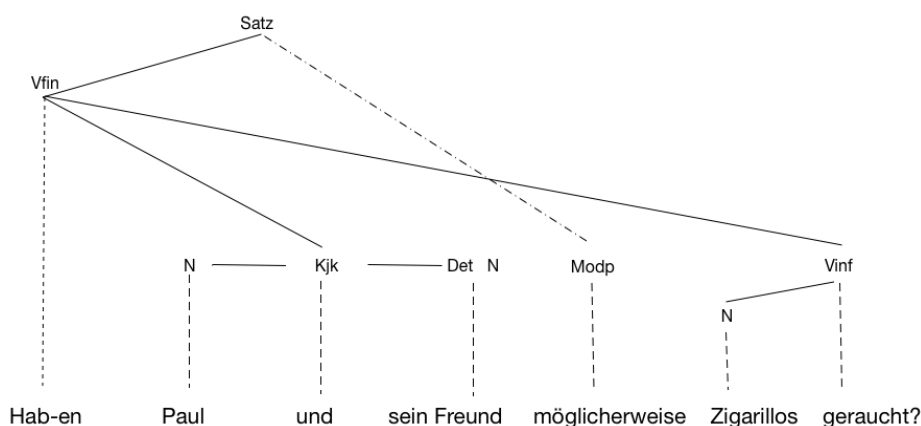 Satz
Vfin
N Kjk Det N Modp Vinf
N
Hab-en Paul und sein Freund möglicherweise Zigarillos geraucht?